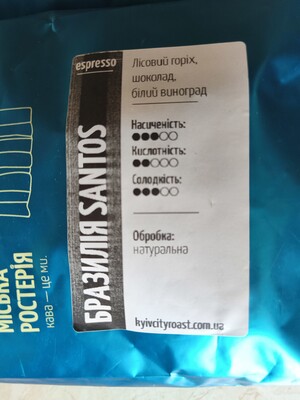 espresso
БРАЗИЛІЯ SANTOS
Лісовий горіх,
шоколад,
білий виноград
Насиченість:
Кислотність:
Солодкість:
Обробка:
натуральна
kyivcityroast.com.ua
МІСЬКА
РОСТЕРІЯ
кава — це ми.